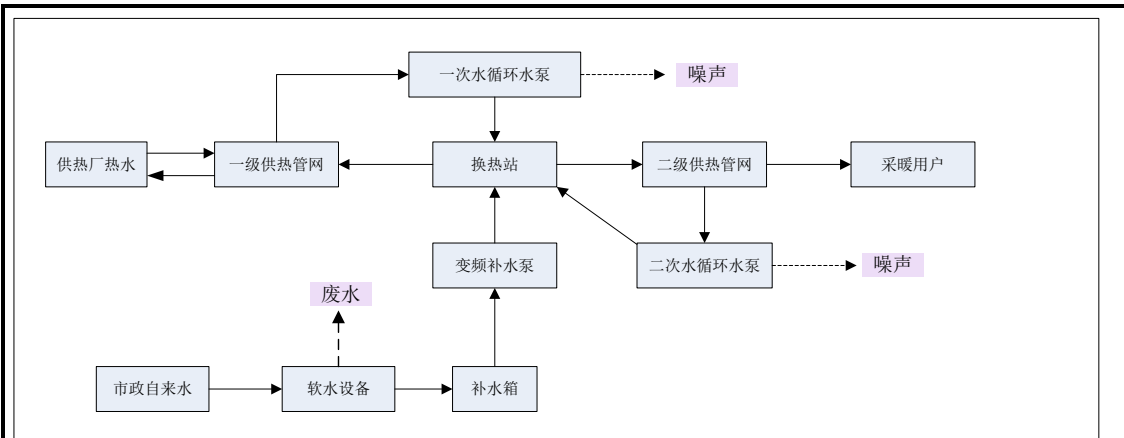 一次水循环水泵
噪声
供热厂热水
一级供热管网
换热站
二级供热管网
采暖用户
变频补水泵
二次水循环水泵
噪声
废水
市政自来水
软水设备
补水箱